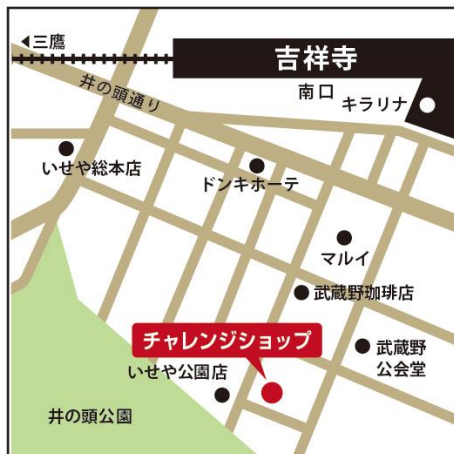 ◀三鷹
吉祥寺
南口
キラリナ
井の頭通り
いせや総本店
ドンキホーテ
マルイ
武蔵野珈琲店
チャレンジショップ
武蔵野
公会堂
いせや公園店
井の頭公園